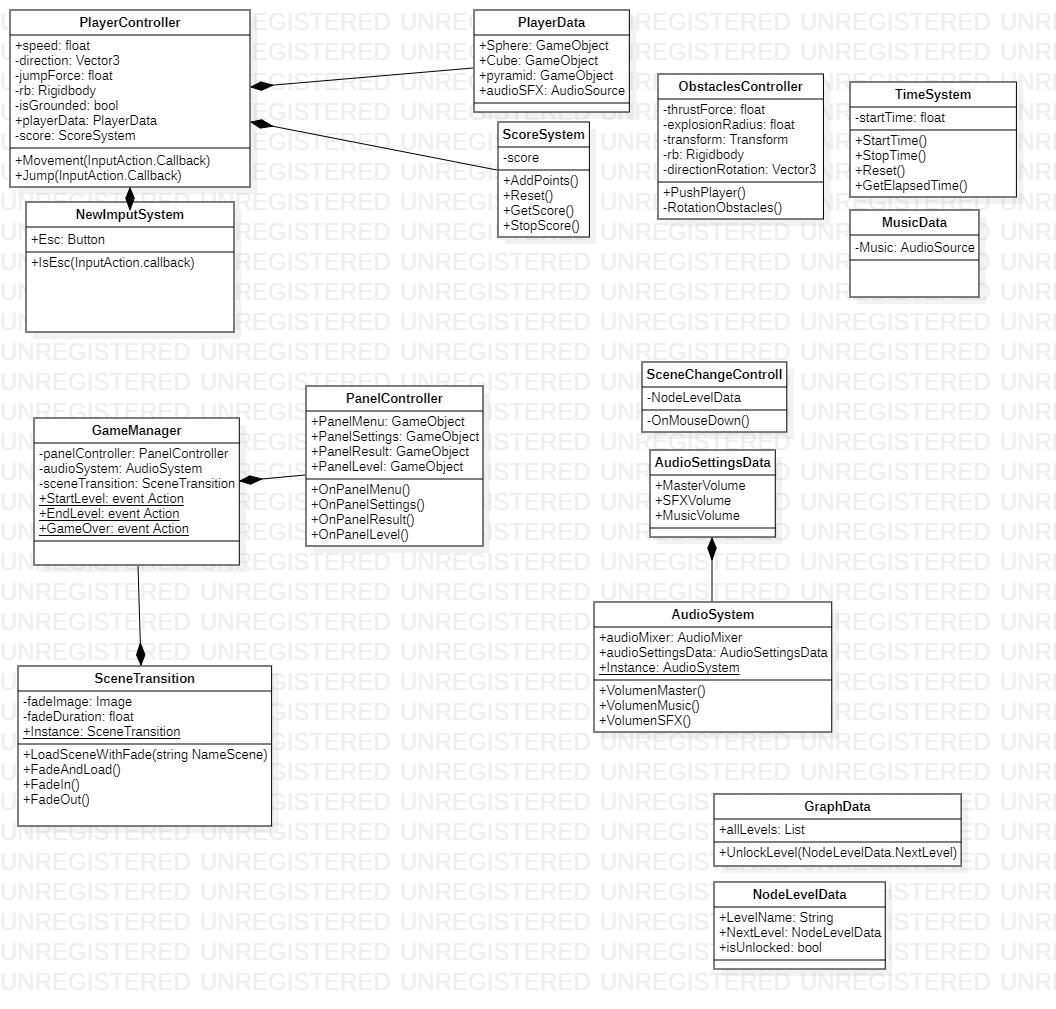 PlayerController
+speed: float
-direction: Vector3
-jumpForce: float
-rb: Rigidbody
-isGrounded: bool
+playerData: PlayerData
-score: ScoreSystem
+Movement(InputAction.Callback)
+Jump(InputAction.Callback)
NewImputSystem
+Esc: Button
+IsEsc(InputAction.callback)
PlayerData
+Sphere: GameObject
+Cube: GameObject
+pyramid: GameObject
+audioSFX: AudioSource
ScoreSystem
-score
+AddPoints()
+Reset()
+GetScore()
+StopScore()
ObstaclesController
-thrustForce: float
-explosionRadius: float
-transform: Transform
-rb: Rigidbody
-directionRotation: Vector3
+PushPlayer()
-RotationObstacles()
TimeSystem
-startTime: float
+StartTime()
+StopTime()
+Reset()
+GetElapsedTime()
MusicData
-Music: AudioSource
GameManager
-panelController: PanelController
-audioSystem: AudioSystem
-sceneTransition: SceneTransition
+StartLevel: event Action
+EndLevel: event Action
+GameOver: event Action
PanelController
+PanelMenu: GameObject
+PanelSettings: GameObject
+PanelResult: GameObject
+PanelLevel: GameObject
+OnPanelMenu()
+OnPanelSettings()
+OnPanelResult()
+OnPanelLevel()
SceneChangeControll
-NodeLevelData
-OnMouseDown()
AudioSettingsData
+MasterVolume
+SFXVolume
+MusicVolume
AudioSystem
+audioMixer: AudioMixer
+audioSettingsData: AudioSettingsData
+Instance: AudioSystem
+VolumenMaster()
+VolumenMusic()
+VolumenSFX()
SceneTransition
-fadeImage: Image
-fadeDuration: float
+Instance: SceneTransition
+LoadSceneWithFade(string NameScene)
+FadeAndLoad()
+FadeIn()
+FadeOut()
GraphData
+allLevels: List
+UnlockLevel(NodeLevelData.NextLevel)
NodeLevelData
+LevelName: String
+NextLevel: NodeLevelData
+isUnlocked: bool
UNREGISTERED